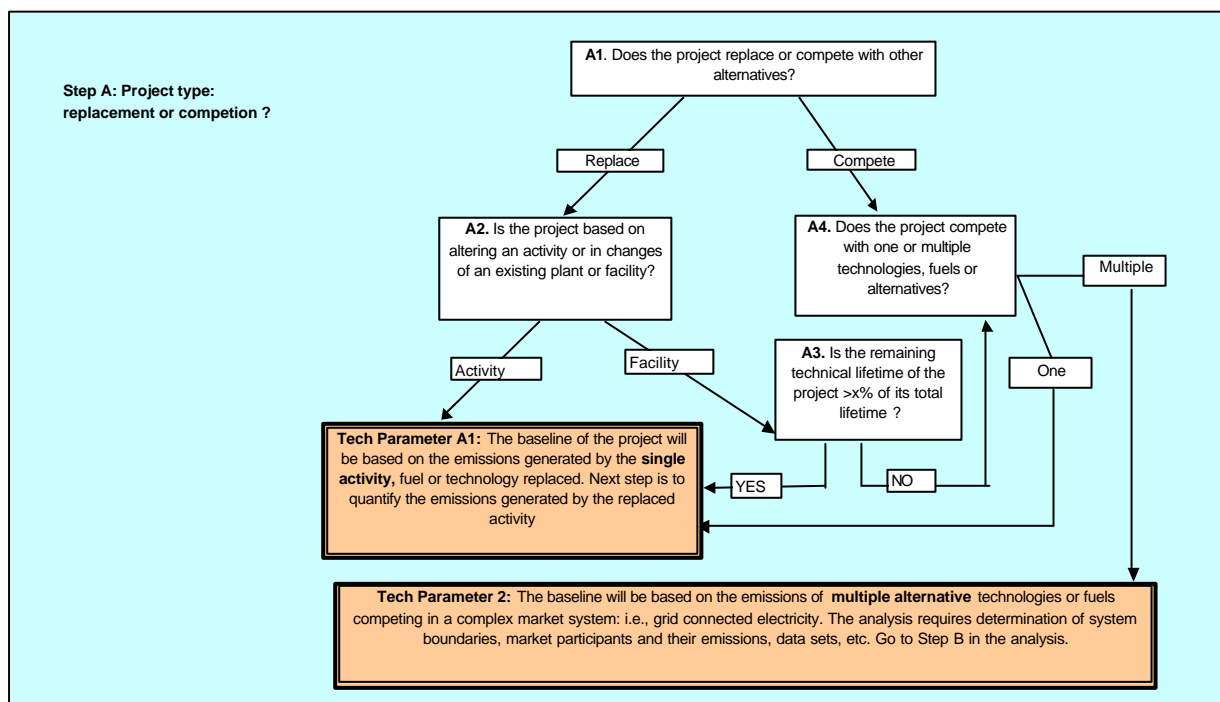 A1. Does the project replace or compete with other
alternatives?
Step A: Project type:
replacement or competion ?
Replace
Compete
A2. Is the project based on
altering an activity or in changes
of an existing plant or facility?
A4. Does the project compete
with one or multiple
technologies, fuels or
alternatives?
Multiple
Activity
Facility
A3. Is the remaining
technical lifetime of the
project >x% of its total
lifetime ?
One
Tech Parameter A1: The baseline of the project will
be based on the emissions generated by the single
activity, fuel or technology replaced. Next step is to
quantify the emissions generated by the replaced
activity
YES
NO
Tech Parameter 2: The baseline will be based on the emissions of multiple alternative technologies or fuels
competing in a complex market system: i.e., grid connected electricity. The analysis requires determination of system
boundaries, market participants and their emissions, data sets, etc. Go to Step B in the analysis.